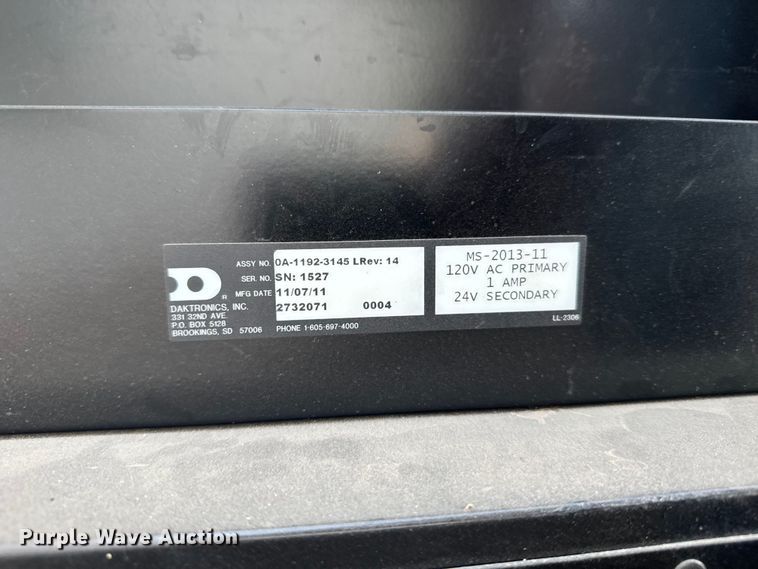 ASSY NO. 0A-1192-3145 LRev: 14
SER. NO. SN: 1527
MFG DATE 11/07/11
2732071 0004
D ®
DAKTRONICS, INC.
331 32ND AVE.
P.O. BOX 5128
BROOKINGS, SD 57006 PHONE 1-605-697-4000
MS-2013-11
120V AC PRIMARY
1 AMP
24V SECONDARY
LL-2306
Purple Wave Auction